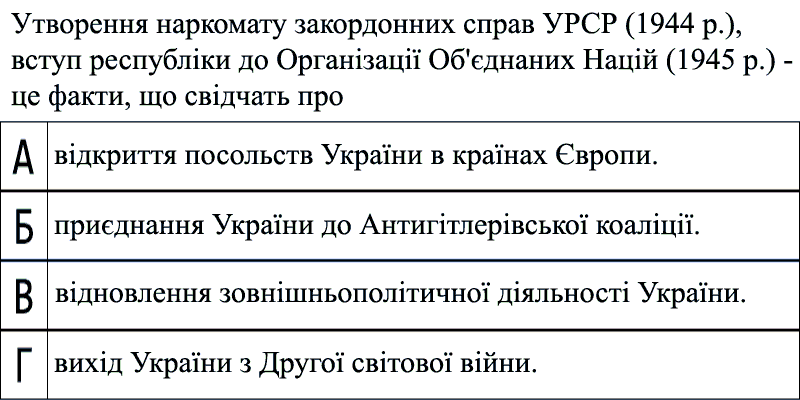 Утворення наркомату закордонних справ УРСР (1944 р.),
вступ республіки до Організації Об'єднаних Націй (1945 р.) -
це факти, що свідчать про
А відкриття посольств України в країнах Європи.
Б приєднання України до Антигітлерівської коаліції.
В відновлення зовнішньополітичної діяльності України.
Г вихід України з Другої світової війни.